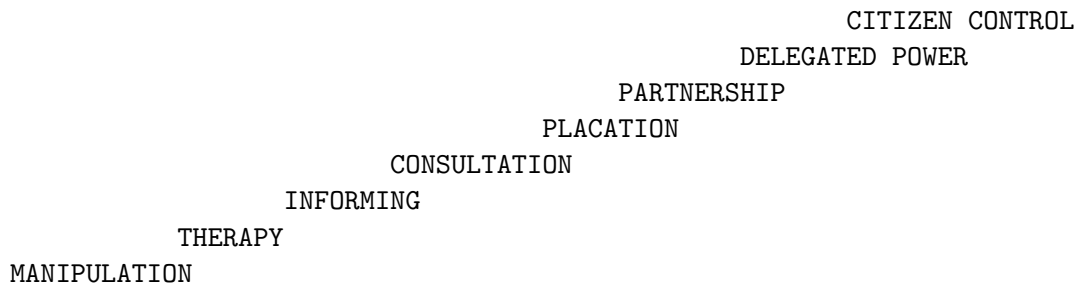 CITIZEN CONTROL
DELEGATED POWER
PARTNERSHIP
PLACATION
CONSULTATION
INFORMING
THERAPY
MANIPULATION